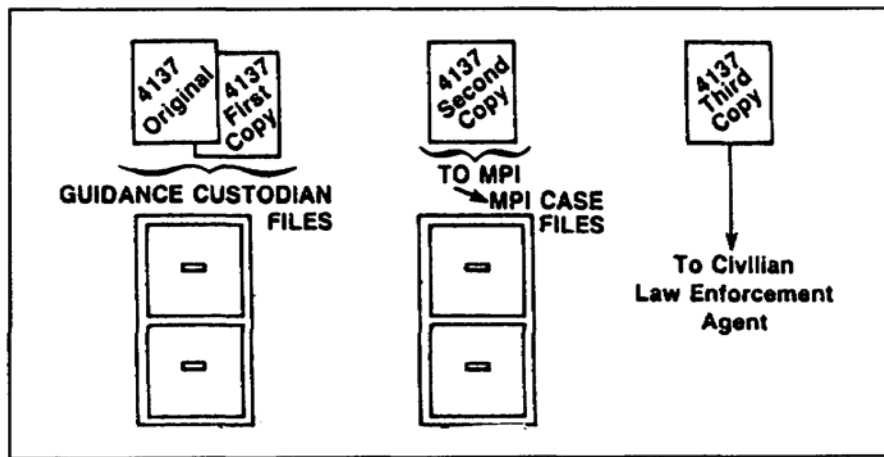 4137
Original
4137
First
Copy
GUIDANCE CUSTODIAN
FILES
4137
Second
Copy
TO MPI
MPI CASE
FILES
4137
Third
Copy
To Civilian
Law Enforcement
Agent